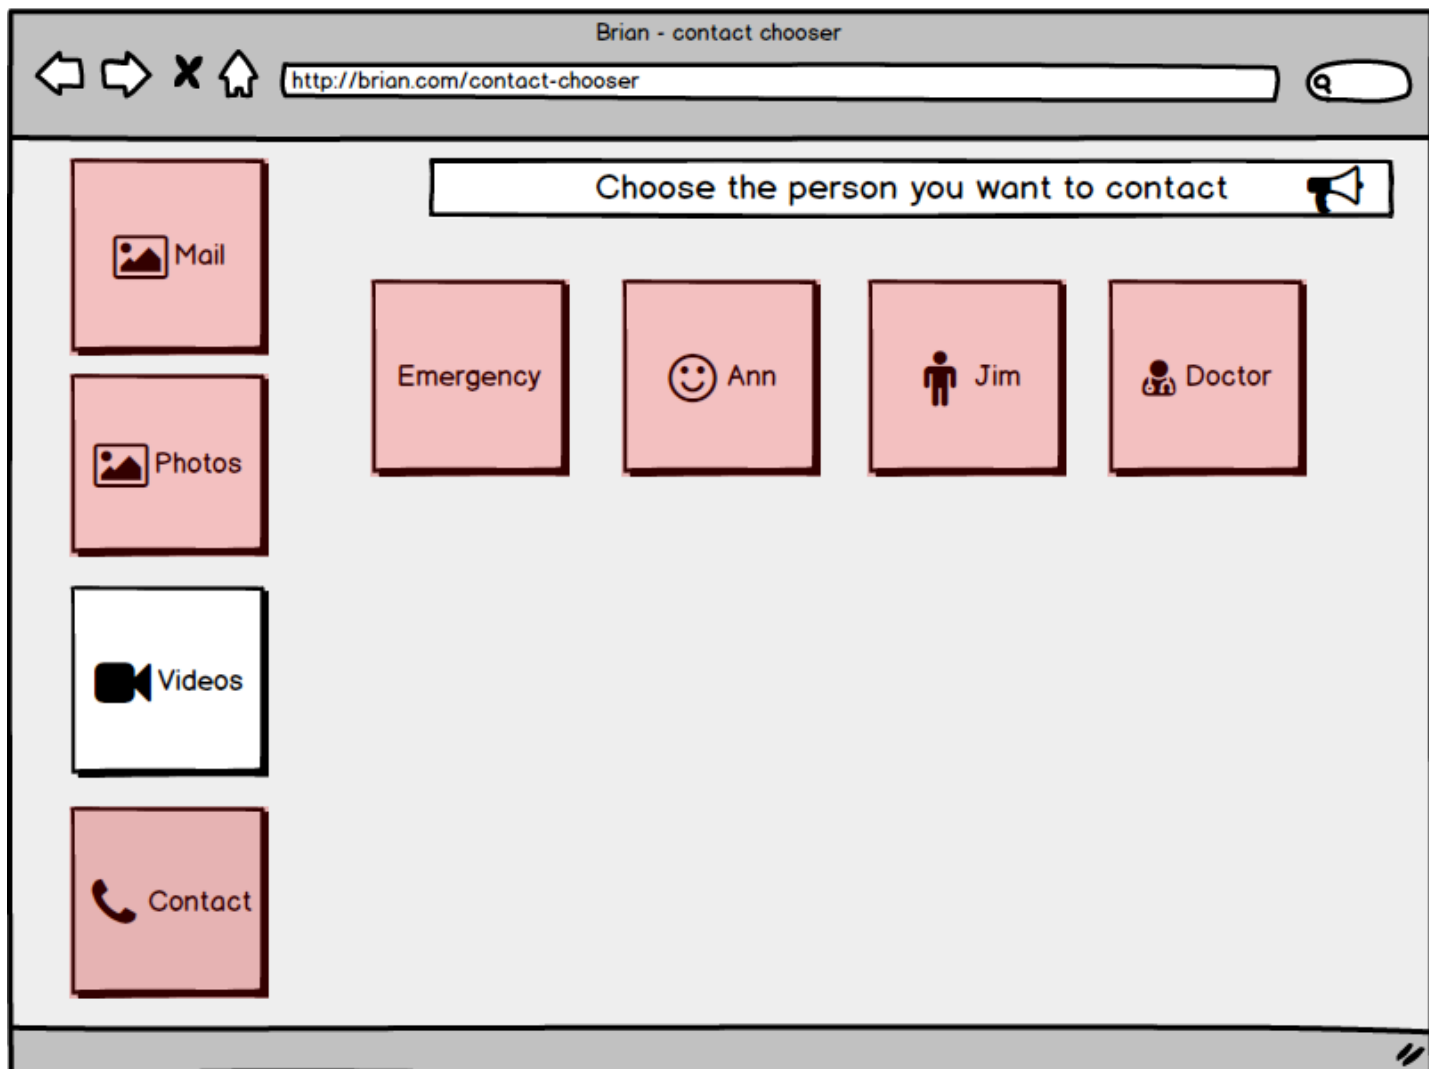 Brian - contact chooser
http://brian.com/contact-chooser
Choose the person you want to contact
Mail
Photos
Videos
Contact
Emergency
Ann
Jim
Doctor